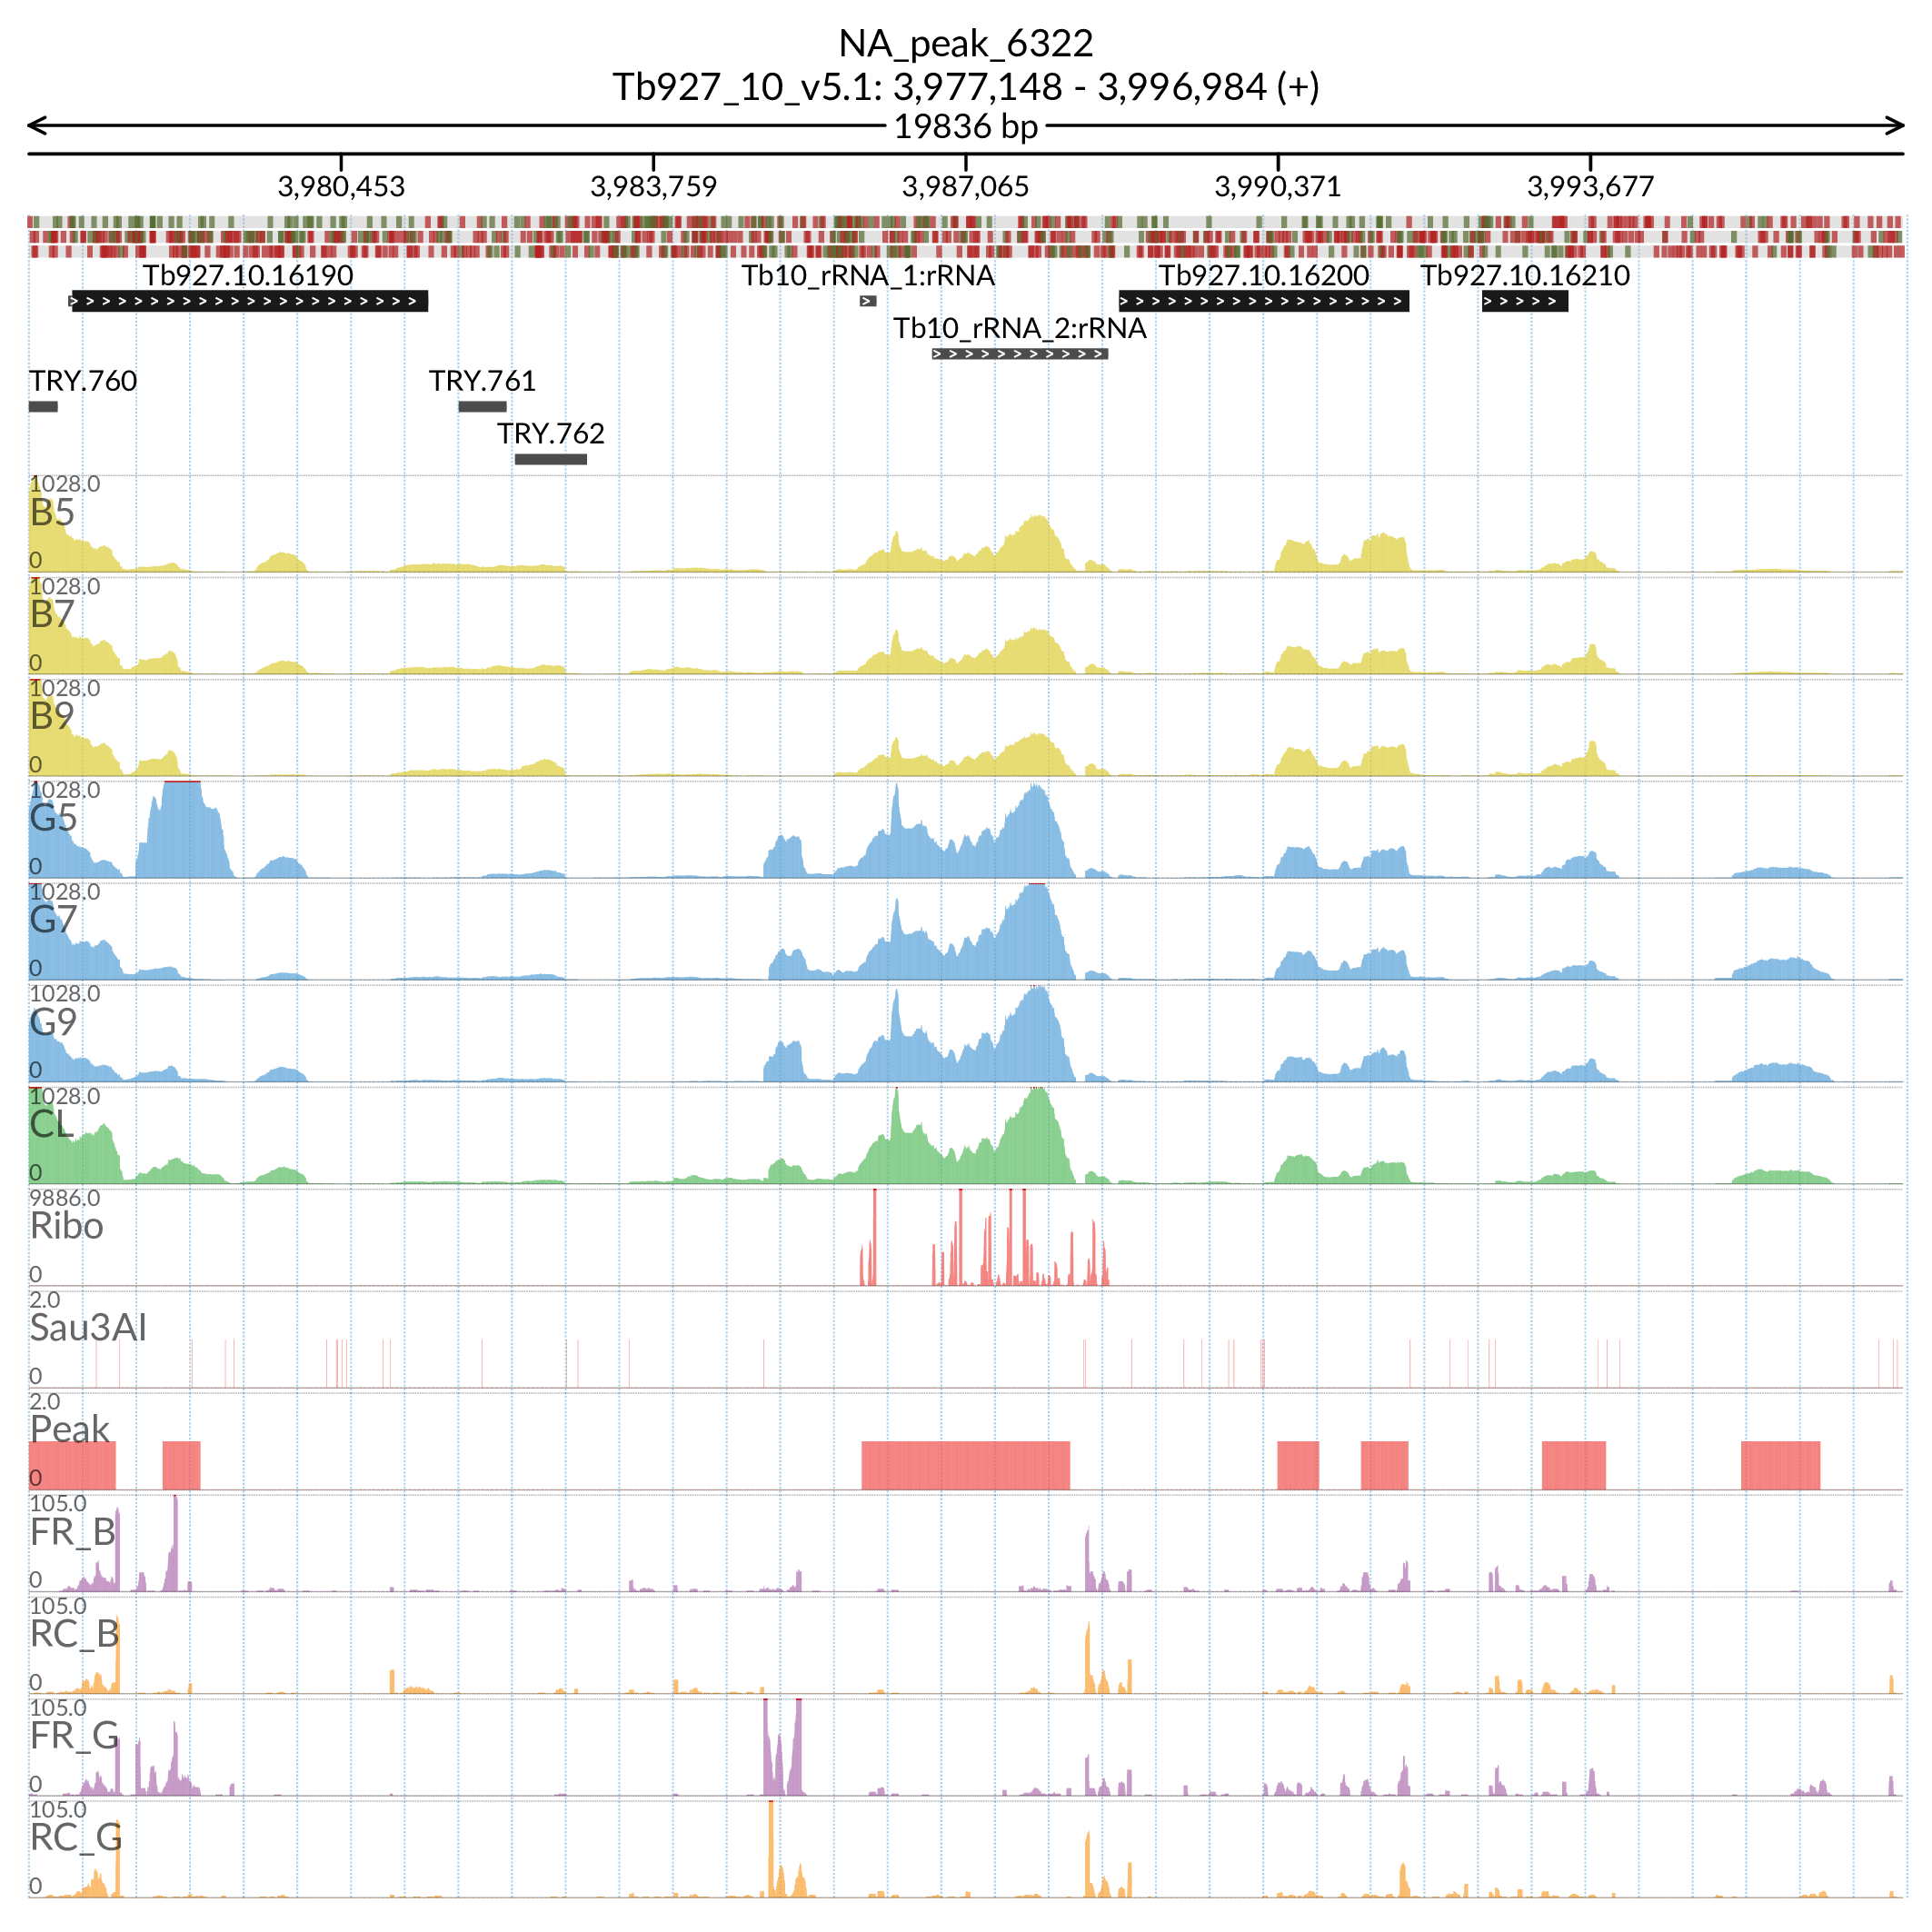 NA_peak_6322
Tb927_10_v5.1: 3,977,148 - 3,996,984 (+)
19836 bp
3,980,453 3,983,759 3,987,065 3,990,371 3,993,677
Tb927.10.16190 Tb10_rRNA_1:rRNA Tb927.10.16200 Tb927.10.16210
Tb10_rRNA_2:rRNA
TRY.760 TRY.761
TRY.762
1028.0
B5
0
1028.0
B7
0
1028.0
B9
0
1028.0
G5
0
1028.0
G7
0
1028.0
G9
0
1028.0
CL
0
9886.0
Ribo
0
2.0
Sau3AI
0
2.0
Peak
0
105.0
FR_B
0
105.0
RC_B
0
105.0
FR_G
0
105.0
RC_G
0